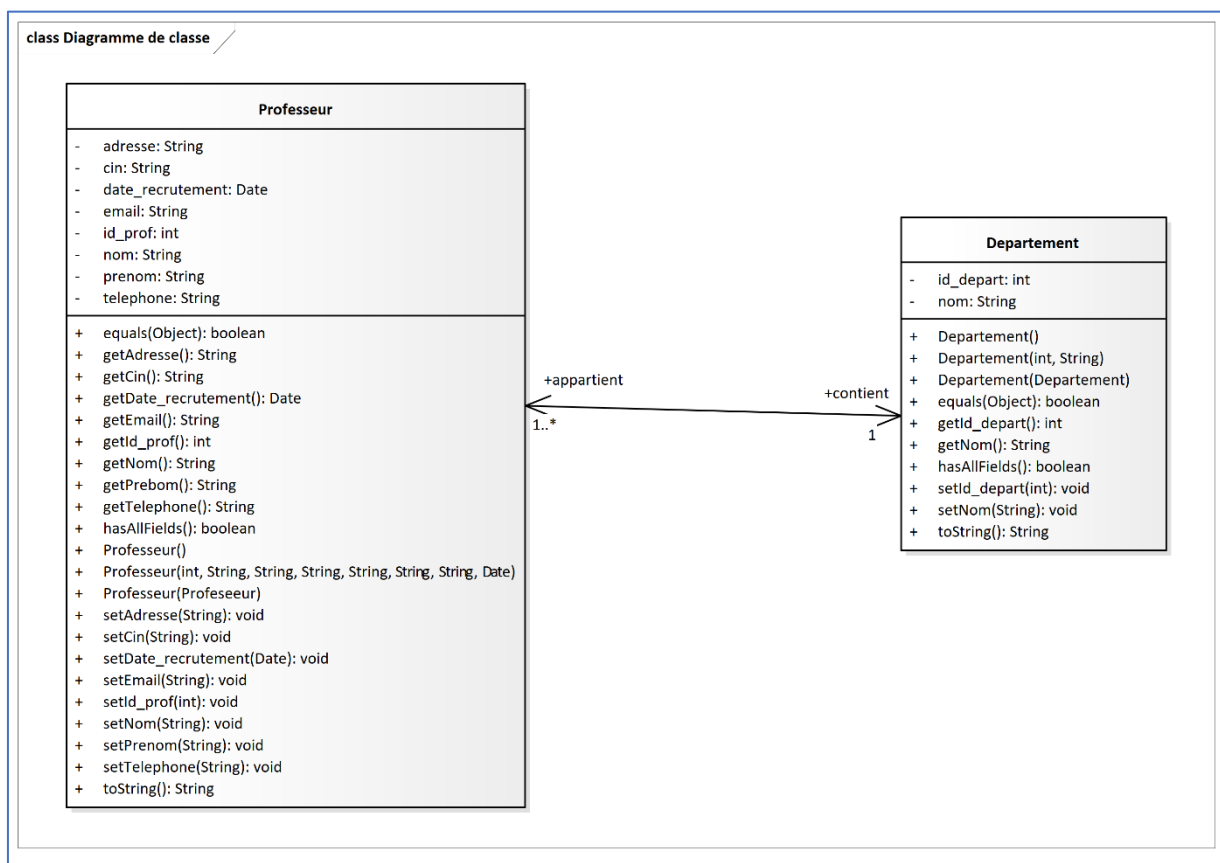 class Diagramme de classe
Professeur
- adresse: String
- cin: String
- date_recrutement: Date
- email: String
- id_prof: int
- nom: String
- prenom: String
- telephone: String
+ equals(Object): boolean
+ getAdresse(): String
+ getCin(): String
+ getDate_recrutement(): Date
+ getEmail(): String
+ getId_prof(): int
+ getNom(): String
+ getPrebom(): String
+ getTelephone(): String
+ hasAllFields(): boolean
+ Professeur()
+ Professeur(int, String, String, String, String, String, String, Date)
+ Professeur(Profeseeur)
+ setAdresse(String): void
+ setCin(String): void
+ setDate_recrutement(Date): void
+ setEmail(String): void
+ setId_prof(int): void
+ setNom(String): void
+ setPrenom(String): void
+ setTelephone(String): void
+ toString(): String
+appartient
1..*
+contient
1
Departement
- id_depart: int
- nom: String
+ Departement()
+ Departement(int, String)
+ Departement(Departement)
+ equals(Object): boolean
+ getId_depart(): int
+ getNom(): String
+ hasAllFields(): boolean
+ setId_depart(int): void
+ setNom(String): void
+ toString(): String